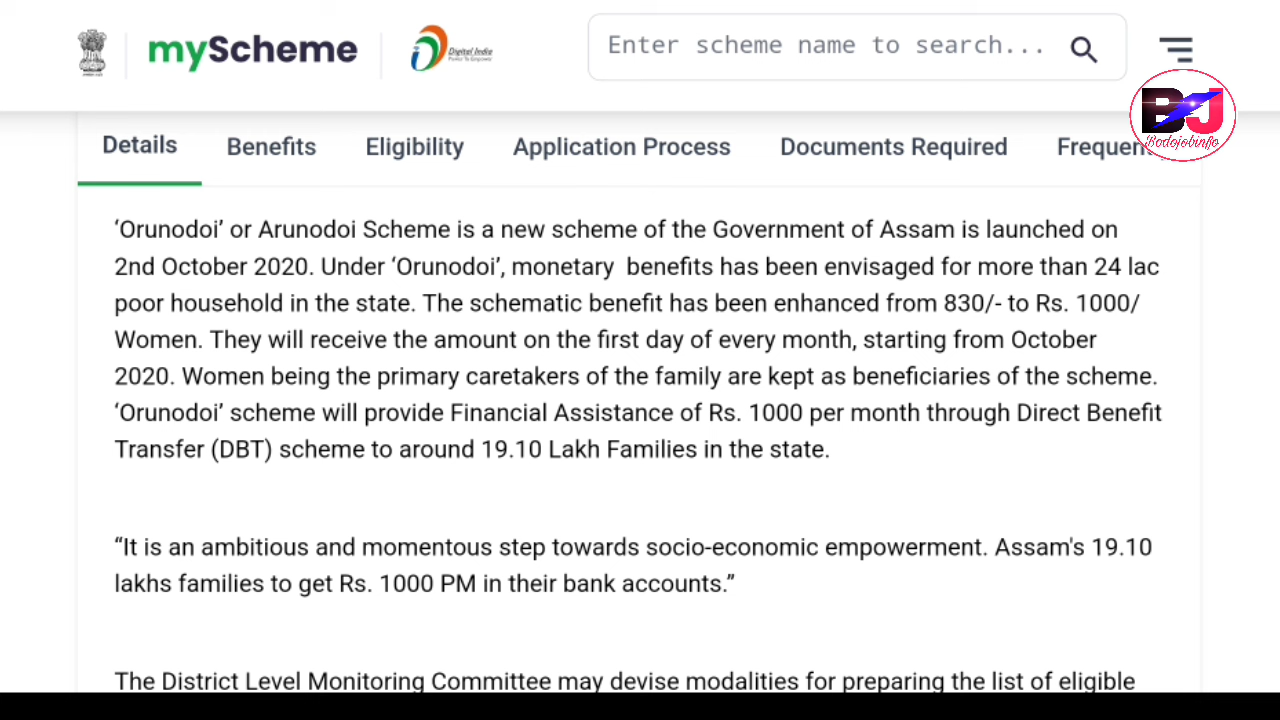 myScheme
Digital India
Power To Empower
Enter scheme name to search...
BJ
Bodojobinfo
Details Benefits Eligibility Application Process Documents Required Frequen
‘Orunodoi’ or Arunodoi Scheme is a new scheme of the Government of Assam is launched on
2nd October 2020. Under ‘Orunodoi’, monetary benefits has been envisaged for more than 24 lac
poor household in the state. The schematic benefit has been enhanced from 830/- to Rs. 1000/
Women. They will receive the amount on the first day of every month, starting from October
2020. Women being the primary caretakers of the family are kept as beneficiaries of the scheme.
‘Orunodoi’ scheme will provide Financial Assistance of Rs. 1000 per month through Direct Benefit
Transfer (DBT) scheme to around 19.10 Lakh Families in the state.
“It is an ambitious and momentous step towards socio-economic empowerment. Assam's 19.10
lakhs families to get Rs. 1000 PM in their bank accounts.”
The District Level Monitoring Committee may devise modalities for preparing the list of eligible